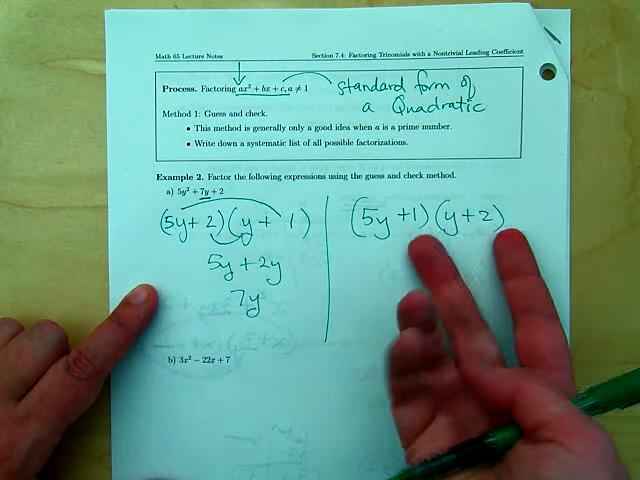 Math 65 Lecture Notes
Section 7.4: Factoring Trinomials with a Nontrivial Leading Coefficient
Process. Factoring ax² + bx + c, a ≠ 1
standard form of
a Quadratic
Method 1: Guess and check.
• This method is generally only a good idea when a is a prime number.
• Write down a systematic list of all possible factorizations.
Example 2. Factor the following expressions using the guess and check method.
a) 5y² + 7y + 2
(5y + 2)(y + 1)
(5y + 1)(y + 2)
5y + 2y
7y
b) 3x² − 22x + 7